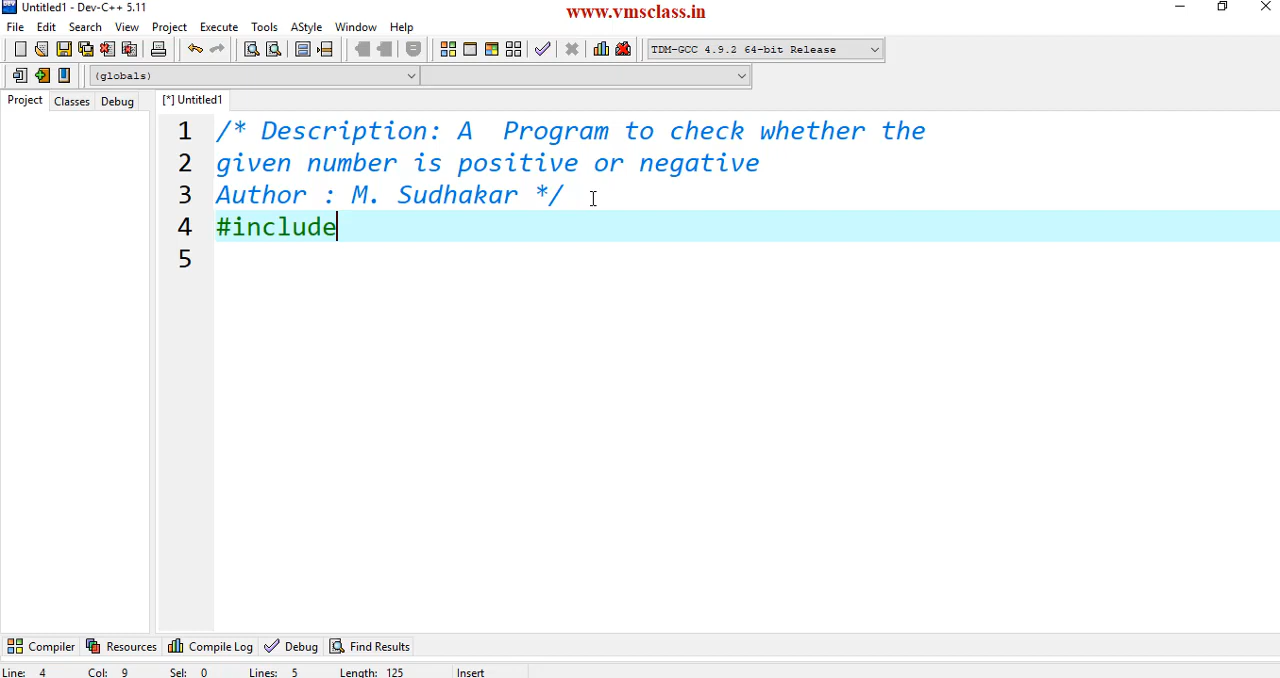 Untitled1 - Dev-C++ 5.11
www.vmsclass.in
File Edit Search View Project Execute Tools AStyle Window Help
TDM-GCC 4.9.2 64-bit Release
(globals)
Project Classes Debug [*] Untitled1
1 /* Description: A  Program to check whether the
2 given number is positive or negative
3 Author : M. Sudhakar */
4 #include
5
Compiler Resources Compile Log Debug Find Results
Line: 4 Col: 9 Sel: 0 Lines: 5 Length: 125 Insert